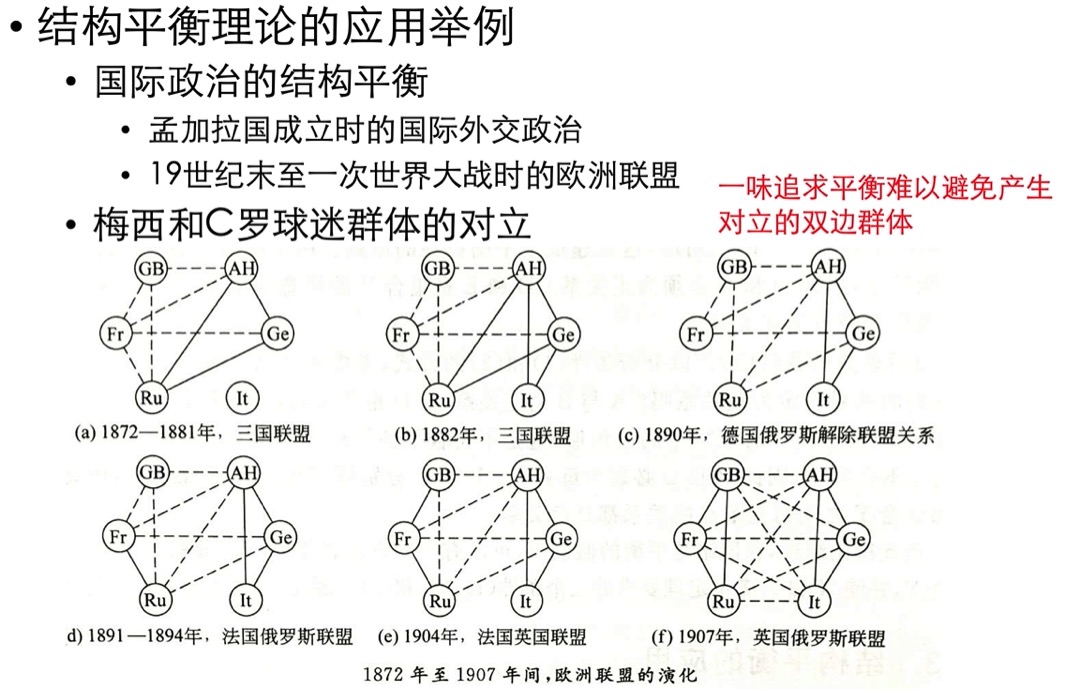 • 结构平衡理论的应用举例
• 国际政治的结构平衡
• 孟加拉国成立时的国际外交政治
• 19世纪末至一次世界大战时的欧洲联盟
一味追求平衡难以避免产生
对立的双边群体
• 梅西和C罗球迷群体的对立
GB AH
Fr Ge
Ru It
(a) 1872—1881年，三国联盟
GB AH
Fr Ge
Ru It
(b) 1882年，三国联盟
GB AH
Fr Ge
Ru It
(c) 1890年，德国俄罗斯解除联盟关系
GB AH
Fr Ge
Ru It
d) 1891—1894年，法国俄罗斯联盟
GB AH
Fr Ge
Ru It
(e) 1904年，法国英国联盟
GB AH
Fr Ge
Ru It
(f) 1907年，英国俄罗斯联盟
1872年至1907年间,欧洲联盟的演化